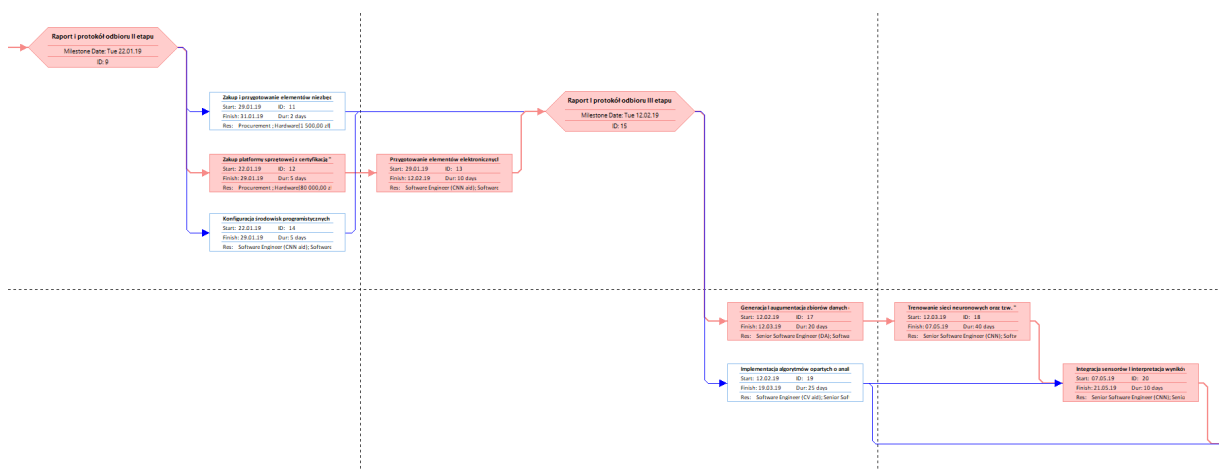 Raport i protokół odbioru II etapu
Milestone Date: Tue 22.01.19
ID: 9
Zakup i przygotowanie elementów niezbęd
Start: 29.01.19 ID: 11
Finish: 31.01.19 Dur: 2 days
Res: Procurement ; Hardware[1 500,00 zł]
Raport I protokół odbioru III etapu
Milestone Date: Tue 12.02.19
ID: 15
Zakup platformy sprzętowej z certyfikacją "
Start: 22.01.19 ID: 12
Finish: 29.01.19 Dur: 5 days
Res: Procurement ; Hardware[80 000,00 z
Przygotowanie elementów elektronicznych
Start: 29.01.19 ID: 13
Finish: 12.02.19 Dur: 10 days
Res: Software Engineer (CNN aid); Software
Konfiguracja środowisk programistycznych
Start: 22.01.19 ID: 14
Finish: 29.01.19 Dur: 5 days
Res: Software Engineer (CNN aid); Software
Generacja I augumentacja zbiorów danych
Start: 12.02.19 ID: 17
Finish: 12.03.19 Dur: 20 days
Res: Senior Software Engineer (DA); Softwa
Trenowanie sieci neuronowych oraz tzw. "
Start: 12.03.19 ID: 18
Finish: 07.05.19 Dur: 40 days
Res: Senior Software Engineer (CNN); Softw
Implementacja algorytmów opartych o anal
Start: 12.02.19 ID: 19
Finish: 19.03.19 Dur: 25 days
Res: Software Engineer (CV aid); Senior Sof
Integracja sensorów I interpretacja wyników
Start: 07.05.19 ID: 20
Finish: 21.05.19 Dur: 10 days
Res: Senior Software Engineer (CNN); Senio